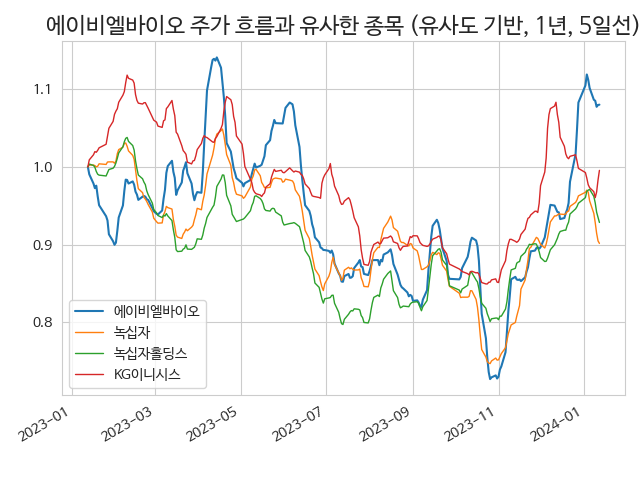 에이비엘바이오 주가 흐름과 유사한 종목 (유사도 기반, 1년, 5일선)
1.1
1.0
0.9
0.8
에이비엘바이오
녹십자
녹십자홀딩스
KG이니시스
2023-01
2023-03
2023-05
2023-07
2023-09
2023-11
2024-01